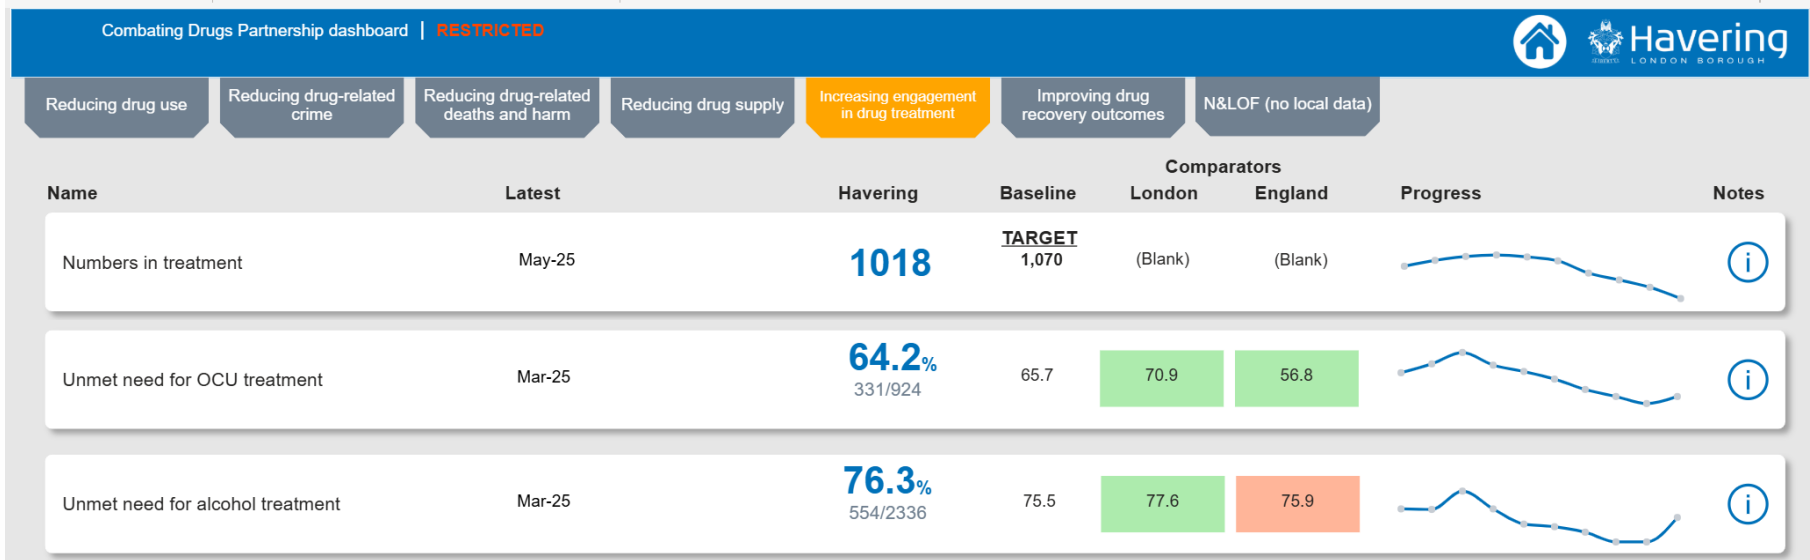 Combating Drugs Partnership dashboard | RESTRICTED
Havering
LONDON BOROUGH
Reducing drug use
Reducing drug-related
crime
Reducing drug-related
deaths and harm
Reducing drug supply
Increasing engagement
in drug treatment
Improving drug
recovery outcomes
N&LOF (no local data)
Comparators
Name Latest Havering Baseline London England Progress Notes
Numbers in treatment May-25 1018 TARGET
1,070 (Blank) (Blank) i
Unmet need for OCU treatment Mar-25 64.2%
331/924 65.7 70.9 56.8 i
Unmet need for alcohol treatment Mar-25 76.3%
554/2336 75.5 77.6 75.9 i